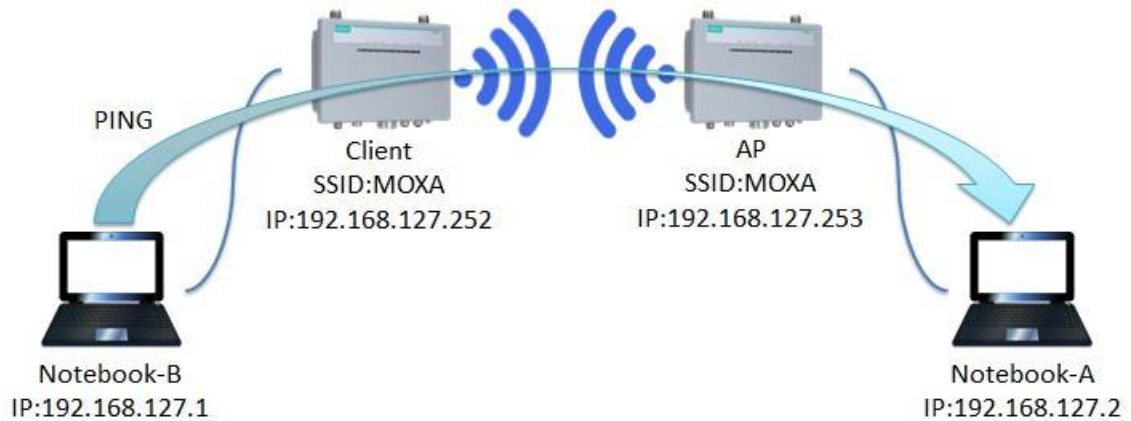 PING
Client
SSID:MOXA
IP:192.168.127.252
AP
SSID:MOXA
IP:192.168.127.253
Notebook-B
IP:192.168.127.1
Notebook-A
IP:192.168.127.2